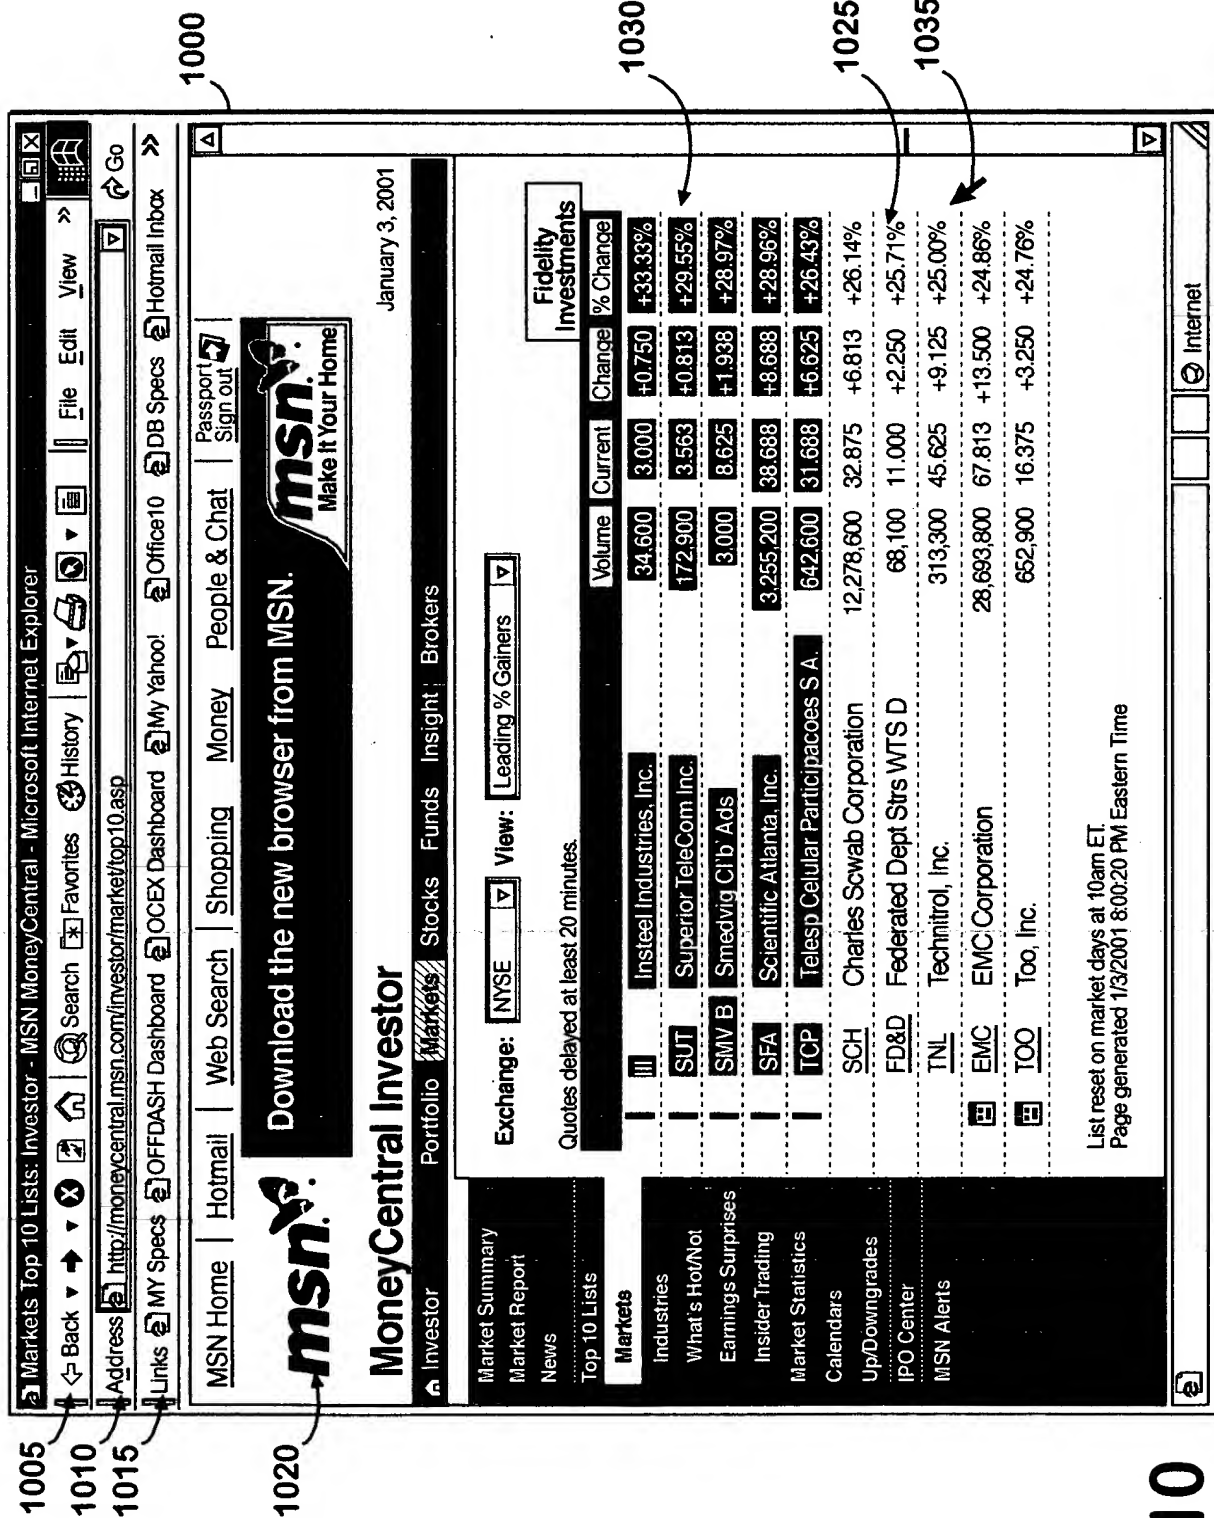 1000
Markets Top 10 Lists: Investor - MSN MoneyCentral - Microsoft Internet Explorer
1005
Back Search Favorites History File Edit View »
1010
Address http://moneycentral.msn.com/investor/market/top10.asp Go
1015
Links MY Specs OFFDASH Dashboard OCEX Dashboard My Yahoo! Office10 DB Specs Hotmail Inbox »
MSN Home | Hotmail | Web Search | Shopping | Money | People & Chat | Passport Sign out
1020
msn.
Download the new browser from MSN.
msn.
Make It Your Home
MoneyCentral Investor
January 3, 2001
Investor Portfolio Markets Stocks Funds Insight Brokers
Market Summary
Market Report
News
Top 10 Lists
Markets
Industries
What's Hot/Not
Earnings Surprises
Insider Trading
Market Statistics
Calendars
Up/Downgrades
IPO Center
MSN Alerts
Exchange: NYSE View: Leading % Gainers
Fidelity
Investments
Quotes delayed at least 20 minutes.
Volume Current Change % Change
III Insteel Industries, Inc. 34,600 3.000 +0.750 +33.33%
1030
SUT Superior TeleCom Inc. 172,900 3.563 +0.813 +29.55%
SMV B Smedvig Cl 'b' Ads 3,000 8.625 +1.938 +28.97%
SFA Scientific Atlanta, Inc. 3,255,200 38.688 +8.688 +28.96%
TCP Telesp Celular Participacoes S A. 642,600 31.688 +6.625 +26.43%
SCH Charles Scwab Corporation 12,278,600 32.875 +6.813 +26.14%
1025
FD&D Federated Dept Strs WTS D 68,100 11.000 +2.250 +25.71%
1035
TNL Technitrol, Inc. 313,300 45.625 +9.125 +25.00%
EMC EMC Corporation 28,693,800 67.813 +13.500 +24.86%
TOO Too, Inc. 652,900 16.375 +3.250 +24.76%
List reset on market days at 10am ET.
Page generated 1/3/2001 8:00:20 PM Eastern Time
Internet
10